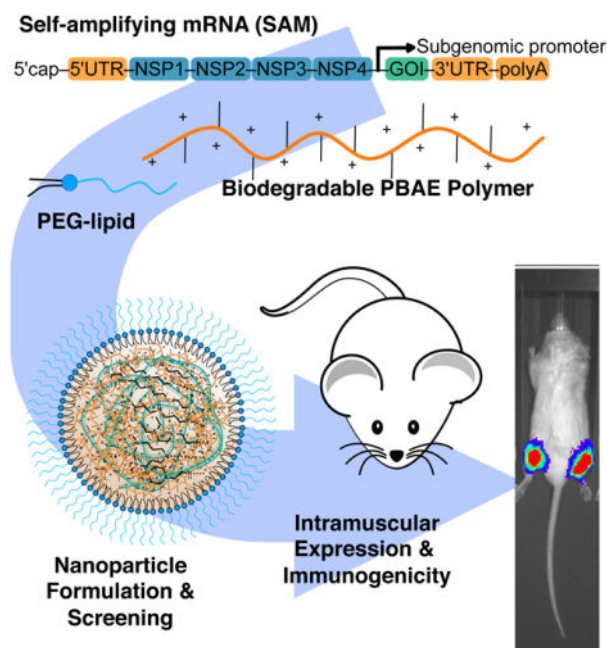 Self-amplifying mRNA (SAM)
Subgenomic promoter
5'cap 5'UTR NSP1 NSP2 NSP3 NSP4 GOI 3'UTR polyA
+ + + + + +
+ + + + +
Biodegradable PBAE Polymer
PEG-lipid
Nanoparticle
Formulation &
Screening
Intramuscular
Expression &
Immunogenicity